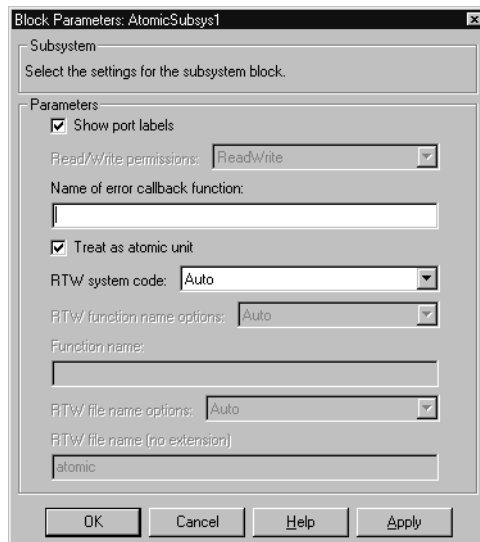 Block Parameters: AtomicSubsys1
Subsystem
Select the settings for the subsystem block.
Parameters
Show port labels
Read/Write permissions: ReadWrite
Name of error callback function:
Treat as atomic unit
RTW system code: Auto
RTW function name options: Auto
Function name:
RTW file name options: Auto
RTW file name (no extension)
atomic
OK Cancel Help Apply